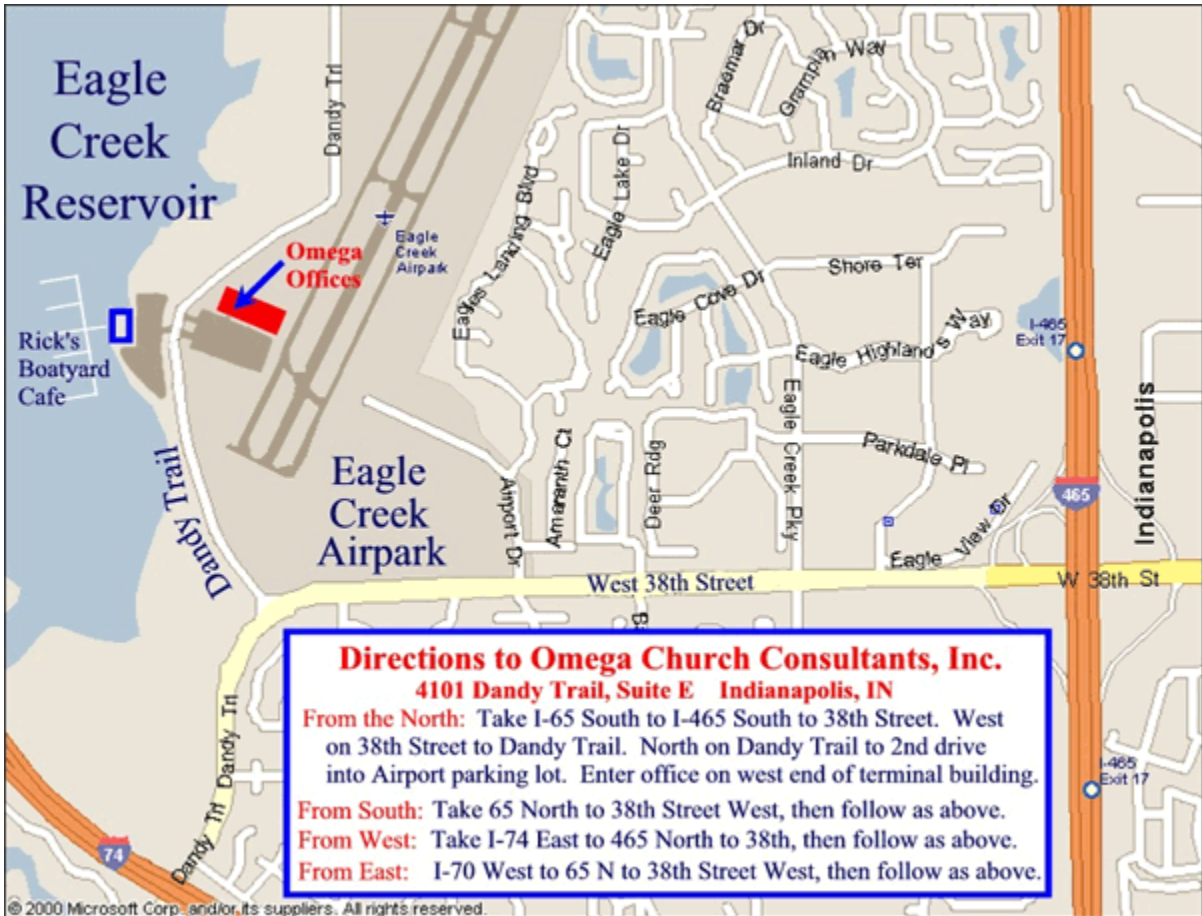 Eagle
Creek
Reservoir
Dandy Trl
Braemar Dr
Grampian Way
Inland Dr
Eagle Lake Dr
Eagles Landing Blvd
Eagle
Creek
Airpark
Omega
Offices
Eagle Cove Dr
Shore Ter
Eagle Highlands Way
I-465
Exit 17
Rick's
Boatyard
Cafe
Indianapolis
Eagle Creek Pky
Parkdale Pl
Amaranth Ct
Deer Rdg
Airport Dr
Dandy Trail
Eagle
Creek
Airpark
465
Eagle View Dr
West 38th Street
W 38th St
Directions to Omega Church Consultants, Inc.
4101 Dandy Trail, Suite E Indianapolis, IN
From the North: Take I-65 South to I-465 South to 38th Street. West
on 38th Street to Dandy Trail. North on Dandy Trail to 2nd drive
into Airport parking lot. Enter office on west end of terminal building.
From South: Take 65 North to 38th Street West, then follow as above.
From West: Take I-74 East to 465 North to 38th, then follow as above.
From East: I-70 West to 65 N to 38th Street West, then follow as above.
Dandy Trl
Dandy Trl
I-465
Exit 17
74
© 2000 Microsoft Corp. and/or its suppliers. All rights reserved.